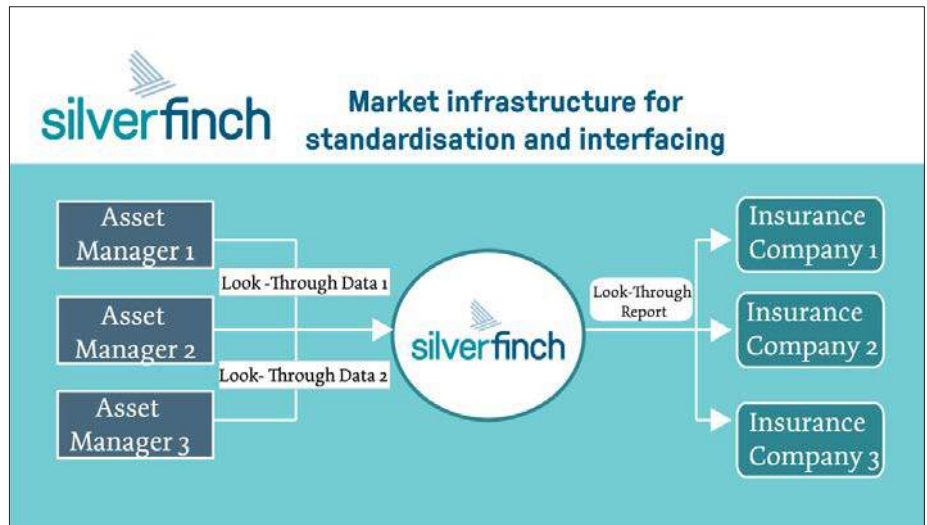 silverfinch
Market infrastructure for
standardisation and interfacing
Asset
Manager 1
Look -Through Data 1
Asset
Manager 2
Look- Through Data 2
Asset
Manager 3
silverfinch
Look-Through
Report
Insurance
Company 1
Insurance
Company 2
Insurance
Company 3